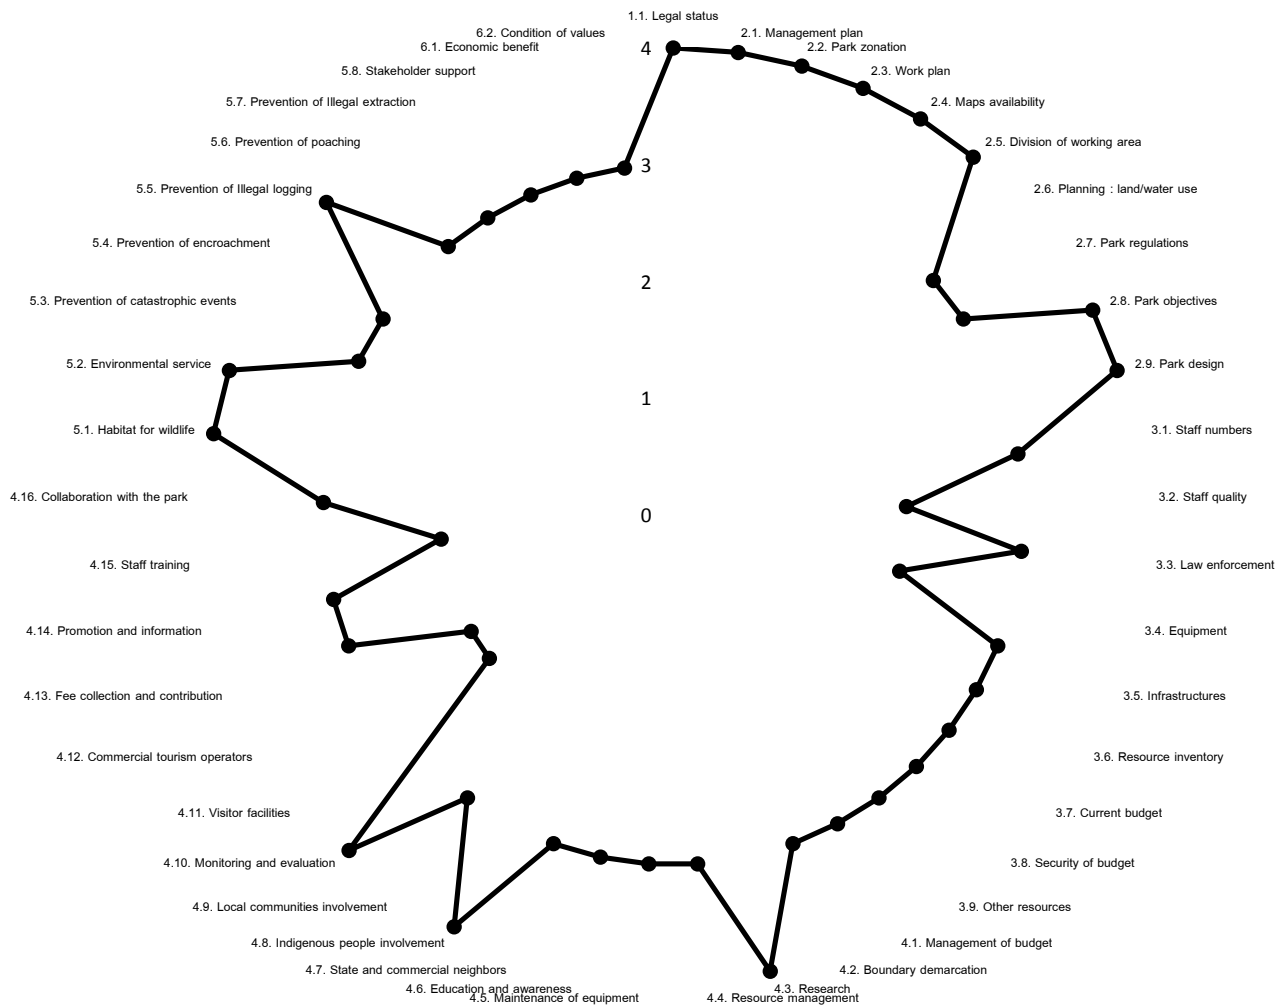 1.1. Legal status
2.1. Management plan
2.2. Park zonation
2.3. Work plan
2.4. Maps availability
2.5. Division of working area
2.6. Planning : land/water use
2.7. Park regulations
2.8. Park objectives
2.9. Park design
3.1. Staff numbers
3.2. Staff quality
3.3. Law enforcement
3.4. Equipment
3.5. Infrastructures
3.6. Resource inventory
3.7. Current budget
3.8. Security of budget
3.9. Other resources
4.1. Management of budget
4.2. Boundary demarcation
4.3. Research
4.4. Resource management
4.5. Maintenance of equipment
4.6. Education and awareness
4.7. State and commercial neighbors
4.8. Indigenous people involvement
4.9. Local communities involvement
4.10. Monitoring and evaluation
4.11. Visitor facilities
4.12. Commercial tourism operators
4.13. Fee collection and contribution
4.14. Promotion and information
4.15. Staff training
4.16. Collaboration with the park
5.1. Habitat for wildlife
5.2. Environmental service
5.3. Prevention of catastrophic events
5.4. Prevention of encroachment
5.5. Prevention of Illegal logging
5.6. Prevention of poaching
5.7. Prevention of Illegal extraction
5.8. Stakeholder support
6.1. Economic benefit
6.2. Condition of values
4
3
2
1
0